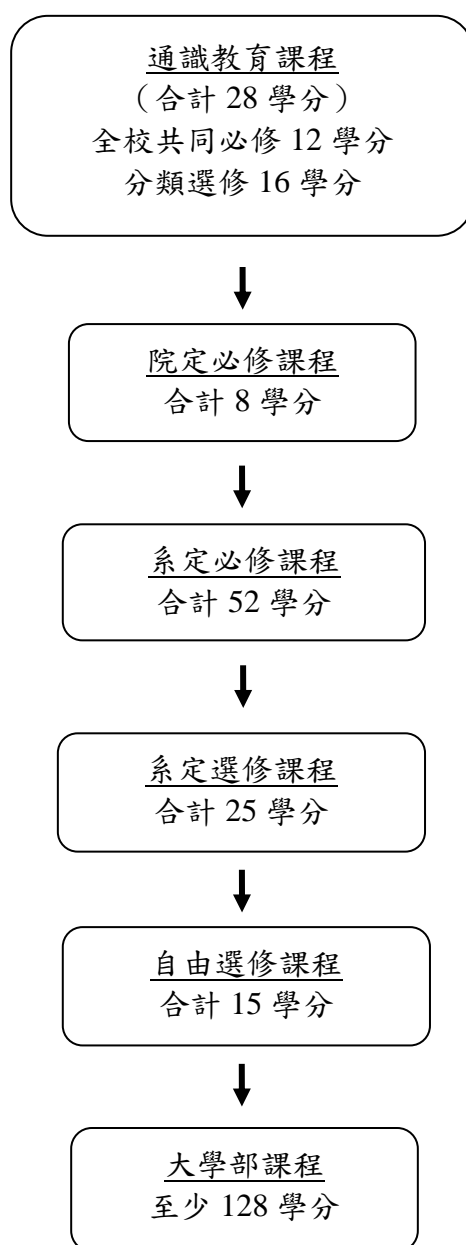 通識教育課程
（合計 28 學分）
全校共同必修 12 學分
分類選修 16 學分
院定必修課程
合計 8 學分
系定必修課程
合計 52 學分
系定選修課程
合計 25 學分
自由選修課程
合計 15 學分
大學部課程
至少 128 學分